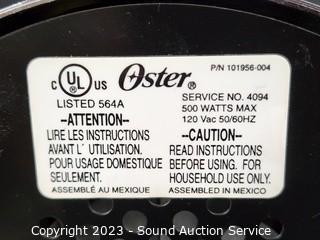 P/N 101956-004
C UL US Oster®
LISTED 564A
SERVICE NO. 4094
500 WATTS MAX
120 Vac 50/60HZ
–ATTENTION–
LIRE LES INSTRUCTIONS
AVANT L' UTILISATION.
POUR USAGE DOMESTIQUE
SEULEMENT.
ASSEMBLÉ AU MEXIQUE
–CAUTION–
READ INSTRUCTIONS
BEFORE USING. FOR
HOUSEHOLD USE ONLY.
ASSEMBLED IN MEXICO
Copyright 2023 - Sound Auction Service